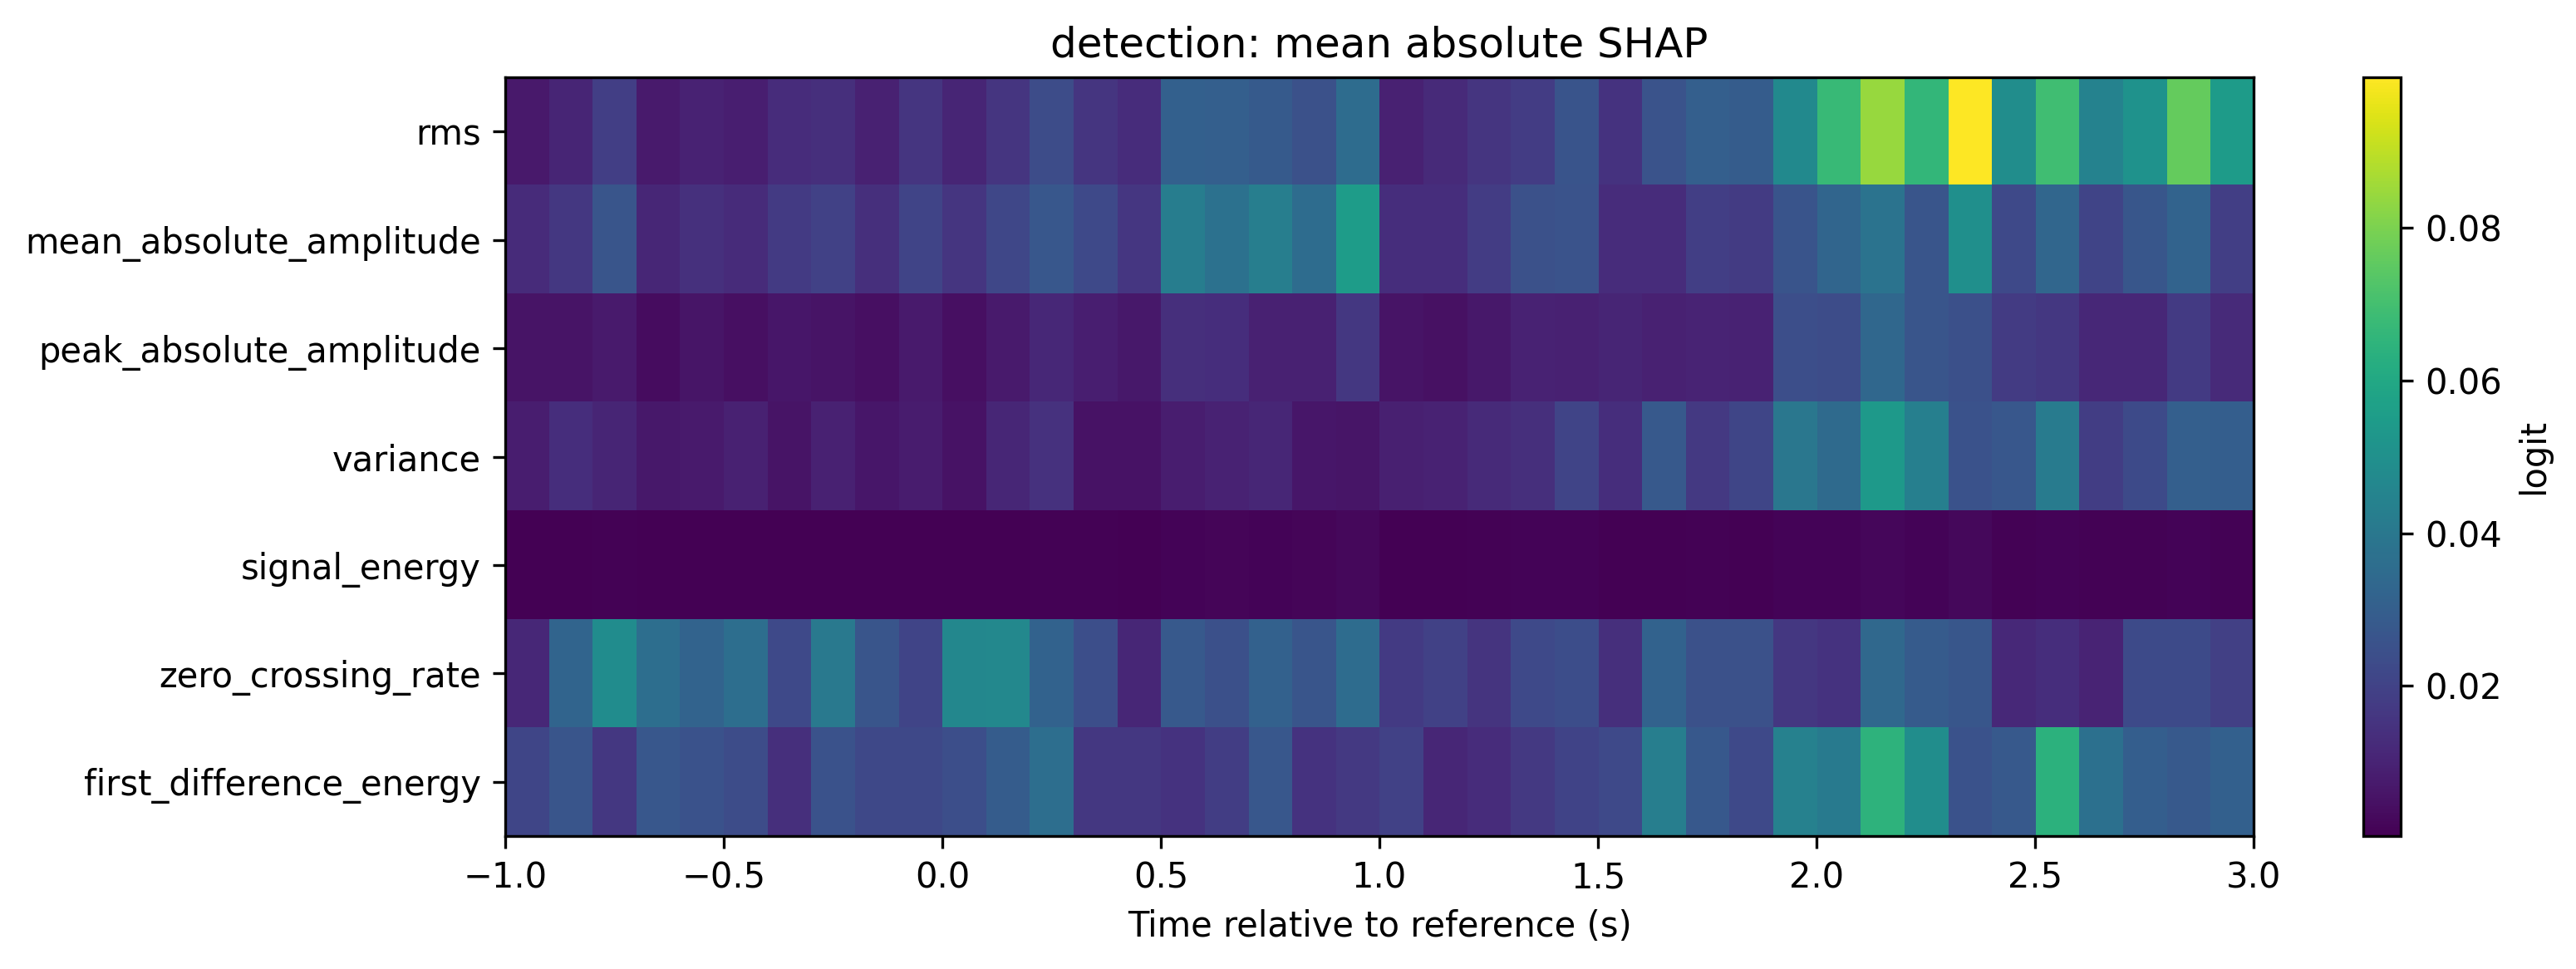 detection: mean absolute SHAP
rms
mean_absolute_amplitude
peak_absolute_amplitude
variance
signal_energy
zero_crossing_rate
first_difference_energy
−1.0 −0.5 0.0 0.5 1.0 1.5 2.0 2.5 3.0
Time relative to reference (s)
0.08
0.06
0.04
0.02
logit